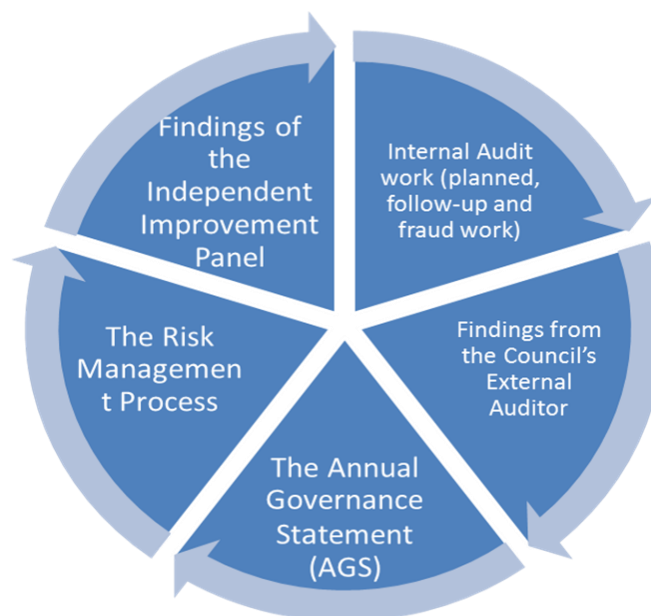 Findings of
the
Independent
Improvement
Panel
Internal Audit
work (planned,
follow-up and
fraud work)
Findings from
the Council’s
External
Auditor
The Annual
Governance
Statement
(AGS)
The Risk
Managemen
t Process